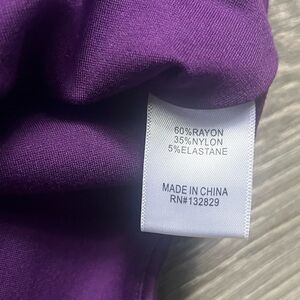 60%RAYON
35%NYLON
5%ELASTANE
MADE IN CHINA
RN#132829